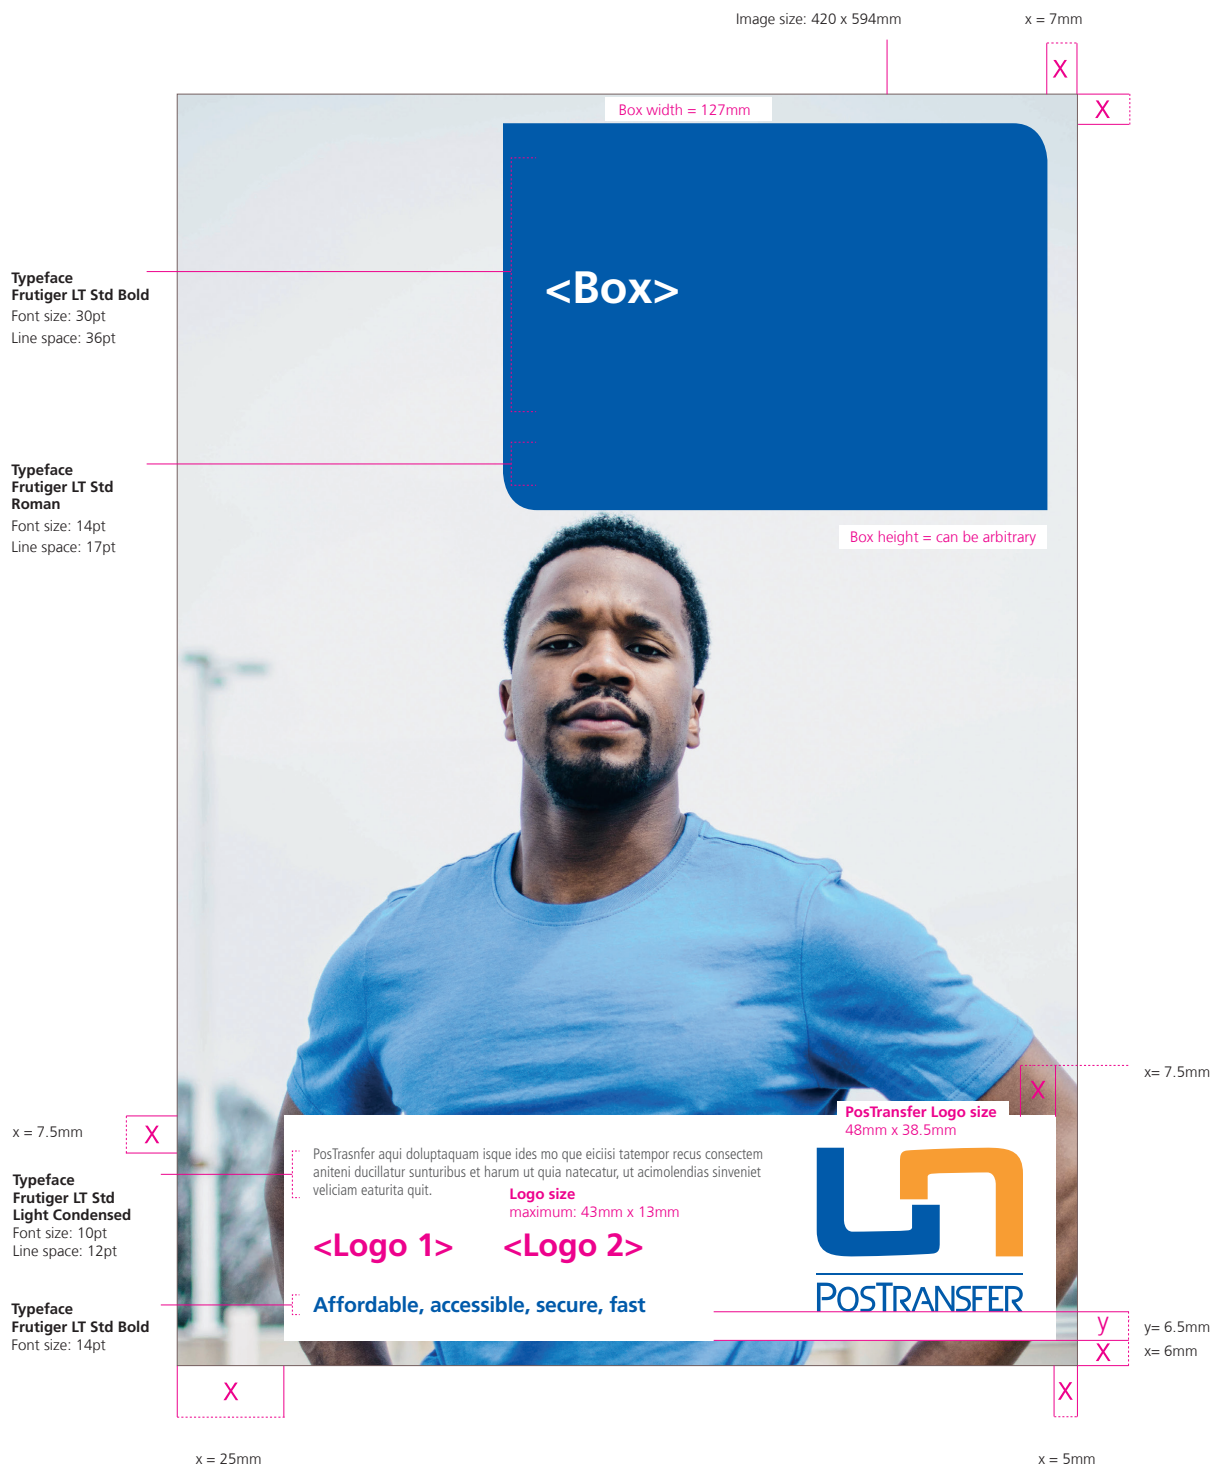 Image size: 420 x 594mm
x = 7mm
X
X
Box width = 127mm
<Box>
Typeface
Frutiger LT Std Bold
Font size: 30pt
Line space: 36pt
Typeface
Frutiger LT Std
Roman
Font size: 14pt
Line space: 17pt
Box height = can be arbitrary
x= 7.5mm
X
PosTransfer Logo size
48mm x 38.5mm
x = 7.5mm
X
PosTrasnfer aqui doluptaquam isque ides mo que eiciisi tatempor recus consectem
aniteni ducillatur sunturibus et harum ut quia natecatur, ut acimolendias sinveniet
veliciam eaturita quit.
Logo size
maximum: 43mm x 13mm
Typeface
Frutiger LT Std
Light Condensed
Font size: 10pt
Line space: 12pt
<Logo 1>
<Logo 2>
Affordable, accessible, secure, fast
POSTRANSFER
Typeface
Frutiger LT Std Bold
Font size: 14pt
y
y= 6.5mm
X
x= 6mm
X
X
x = 25mm
x = 5mm